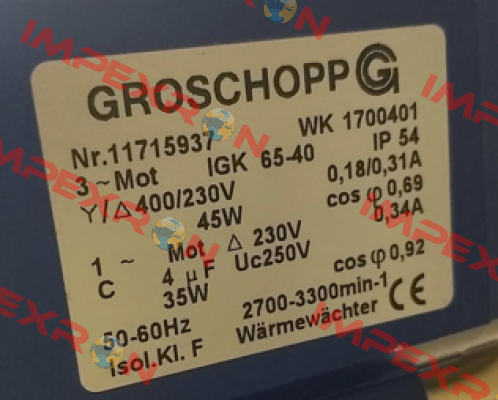 GROSCHOPP G
Nr.11715937 WK 1700401
3~Mot IGK 65-40 IP 54
Y/△400/230V 0,18/0,31A
45W cos φ 0,69
1 ~ Mot △ 230V 0,34A
C 4 µF Uc250V
35W cos φ 0,92
50-60Hz 2700-3300min-1
Isol.Kl. F Wärmewächter CE
IMPEXRON
IMPEXRON
IMPEXRON
IMPEXRON
IMPEXRON